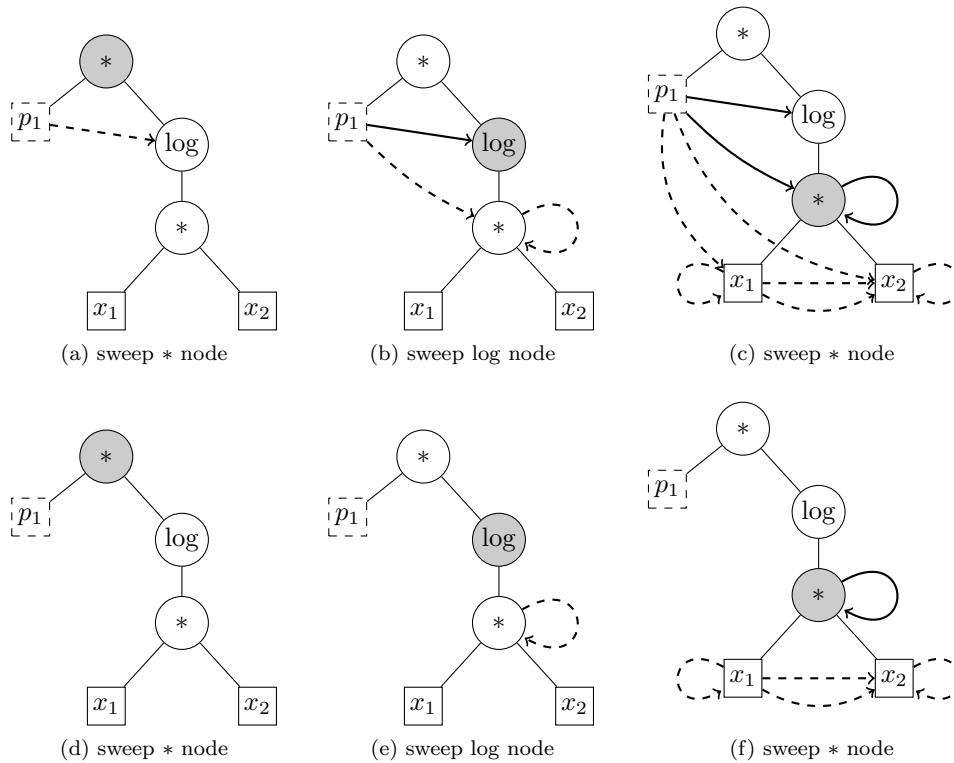 *
p₁
log
*
x₁ x₂
(a) sweep * node
*
p₁
log
*
x₁ x₂
(b) sweep log node
*
p₁
log
*
x₁ x₂
(c) sweep * node
*
p₁
log
*
x₁ x₂
(d) sweep * node
*
p₁
log
*
x₁ x₂
(e) sweep log node
*
p₁
log
*
x₁ x₂
(f) sweep * node